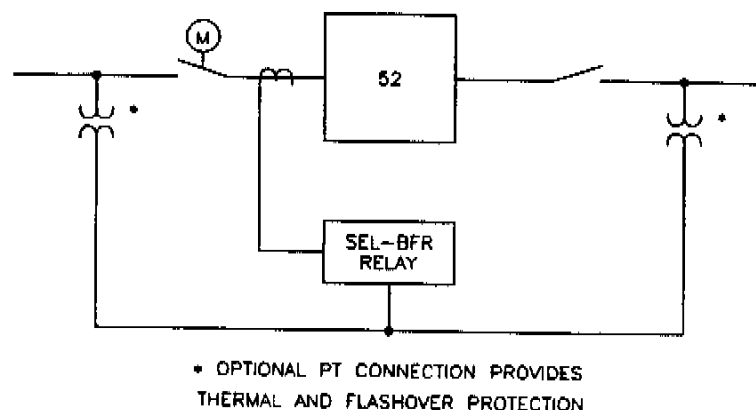 M
52
*
*
SEL-BFR
RELAY
* OPTIONAL PT CONNECTION PROVIDES
THERMAL AND FLASHOVER PROTECTION